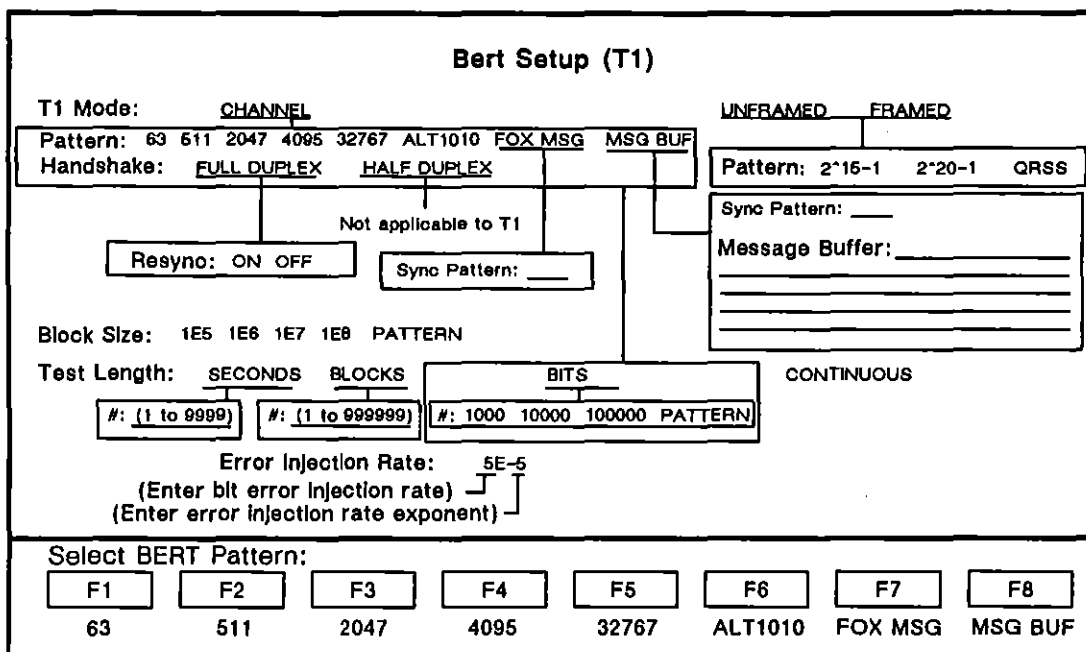 Bert Setup (T1)
T1 Mode: CHANNEL UNFRAMED FRAMED
Pattern: 63 511 2047 4095 32767 ALT1010 FOX MSG MSG BUF
Handshake: FULL DUPLEX HALF DUPLEX
Pattern: 2^15-1 2^20-1 QRSS
Not applicable to T1
Resync: ON OFF
Sync Pattern: ____
Sync Pattern: ____
Message Buffer:
Block Size: 1E5 1E6 1E7 1E8 PATTERN
Test Length: SECONDS BLOCKS BITS CONTINUOUS
#: (1 to 9999) #: (1 to 999999) #: 1000 10000 100000 PATTERN
Error Injection Rate: 5E-5
(Enter bit error injection rate)
(Enter error injection rate exponent)
Select BERT Pattern:
F1 F2 F3 F4 F5 F6 F7 F8
63 511 2047 4095 32767 ALT1010 FOX MSG MSG BUF